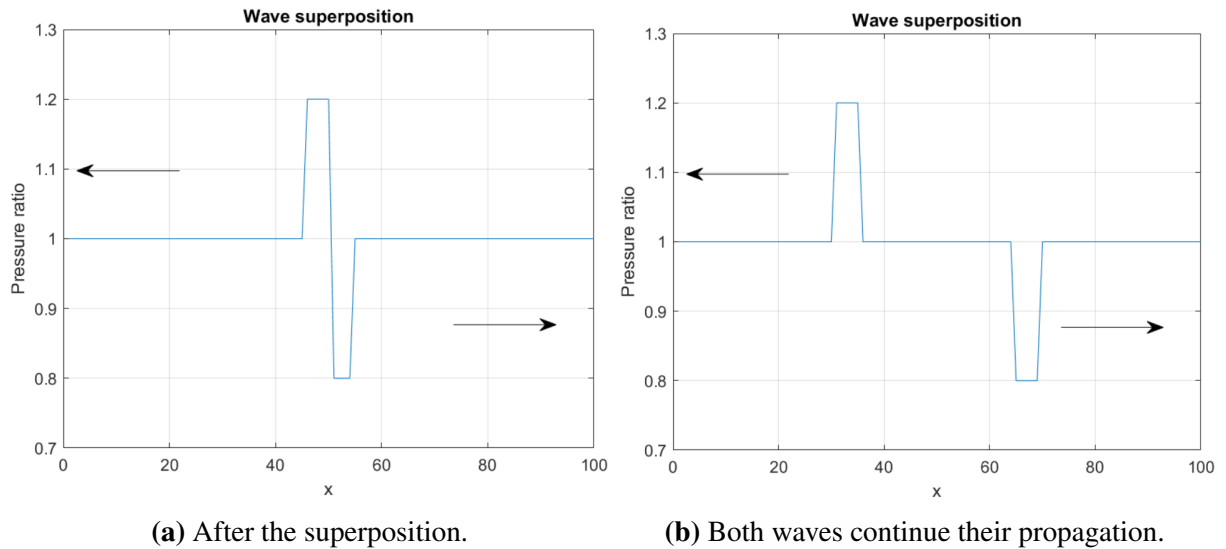 Wave superposition
1.3
1.2
1.1
1
0.9
0.8
0.7
Pressure ratio
0 20 40 60 80 100
x
(a) After the superposition.
Wave superposition
1.3
1.2
1.1
1
0.9
0.8
0.7
Pressure ratio
0 20 40 60 80 100
x
(b) Both waves continue their propagation.